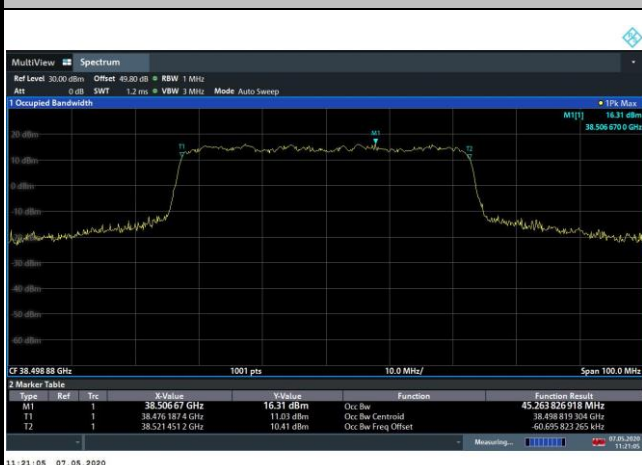 MultiView Spectrum
Ref Level 30.00 dBm Offset 49.80 dB RBW 1 MHz
Att 0 dB SWT 1.2 ms VBW 3 MHz Mode Auto Sweep
1 Occupied Bandwidth 1Pk Max
M1[1] 16.31 dBm
38.506 670 0 GHz
20 dBm
M1
T1 T2
10 dBm
0 dBm
-10 dBm
-20 dBm
-30 dBm
-40 dBm
-50 dBm
-60 dBm
CF 38.498 88 GHz 1001 pts 10.0 MHz/ Span 100.0 MHz
2 Marker Table
Type Ref Trc X-Value Y-Value Function Function Result
M1 1 38.506 67 GHz 16.31 dBm Occ Bw 45.263 826 918 MHz
T1 1 38.476 187 4 GHz 11.03 dBm Occ Bw Centroid 38.498 819 304 GHz
T2 1 38.521 451 2 GHz 10.41 dBm Occ Bw Freq Offset -60.695 823 265 kHz
Measuring... 07.05.2020
11:21:05
11:21:05 07.05.2020